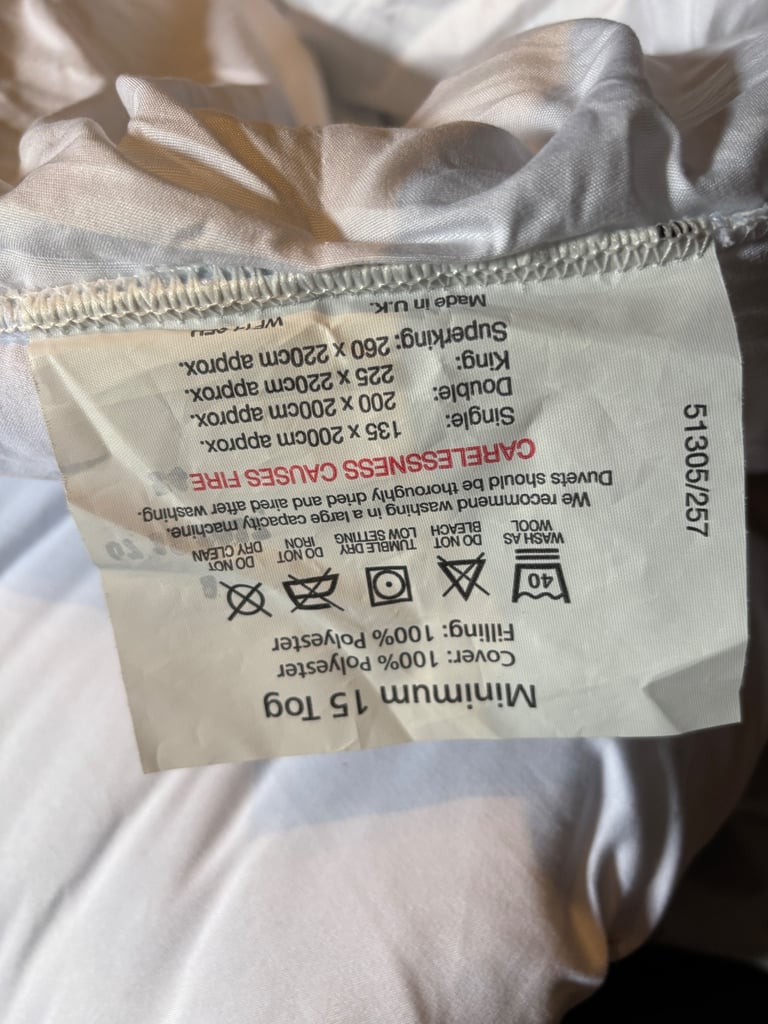 Minimum 15 Tog
Cover: 100% Polyester
Filling: 100% Polyester
40
WASH AS WOOL
DO NOT BLEACH
TUMBLE DRY LOW SETTING
DO NOT IRON
DO NOT DRY CLEAN
We recommend washing in a large capacity machine.
Duvets should be thoroughly dried and aired after washing.
CARELESSNESS CAUSES FIRE
Single: 135 x 200cm approx.
Double: 200 x 200cm approx.
King: 225 x 220cm approx.
Superking: 260 x 220cm approx.
Made in U.K.
51305/257